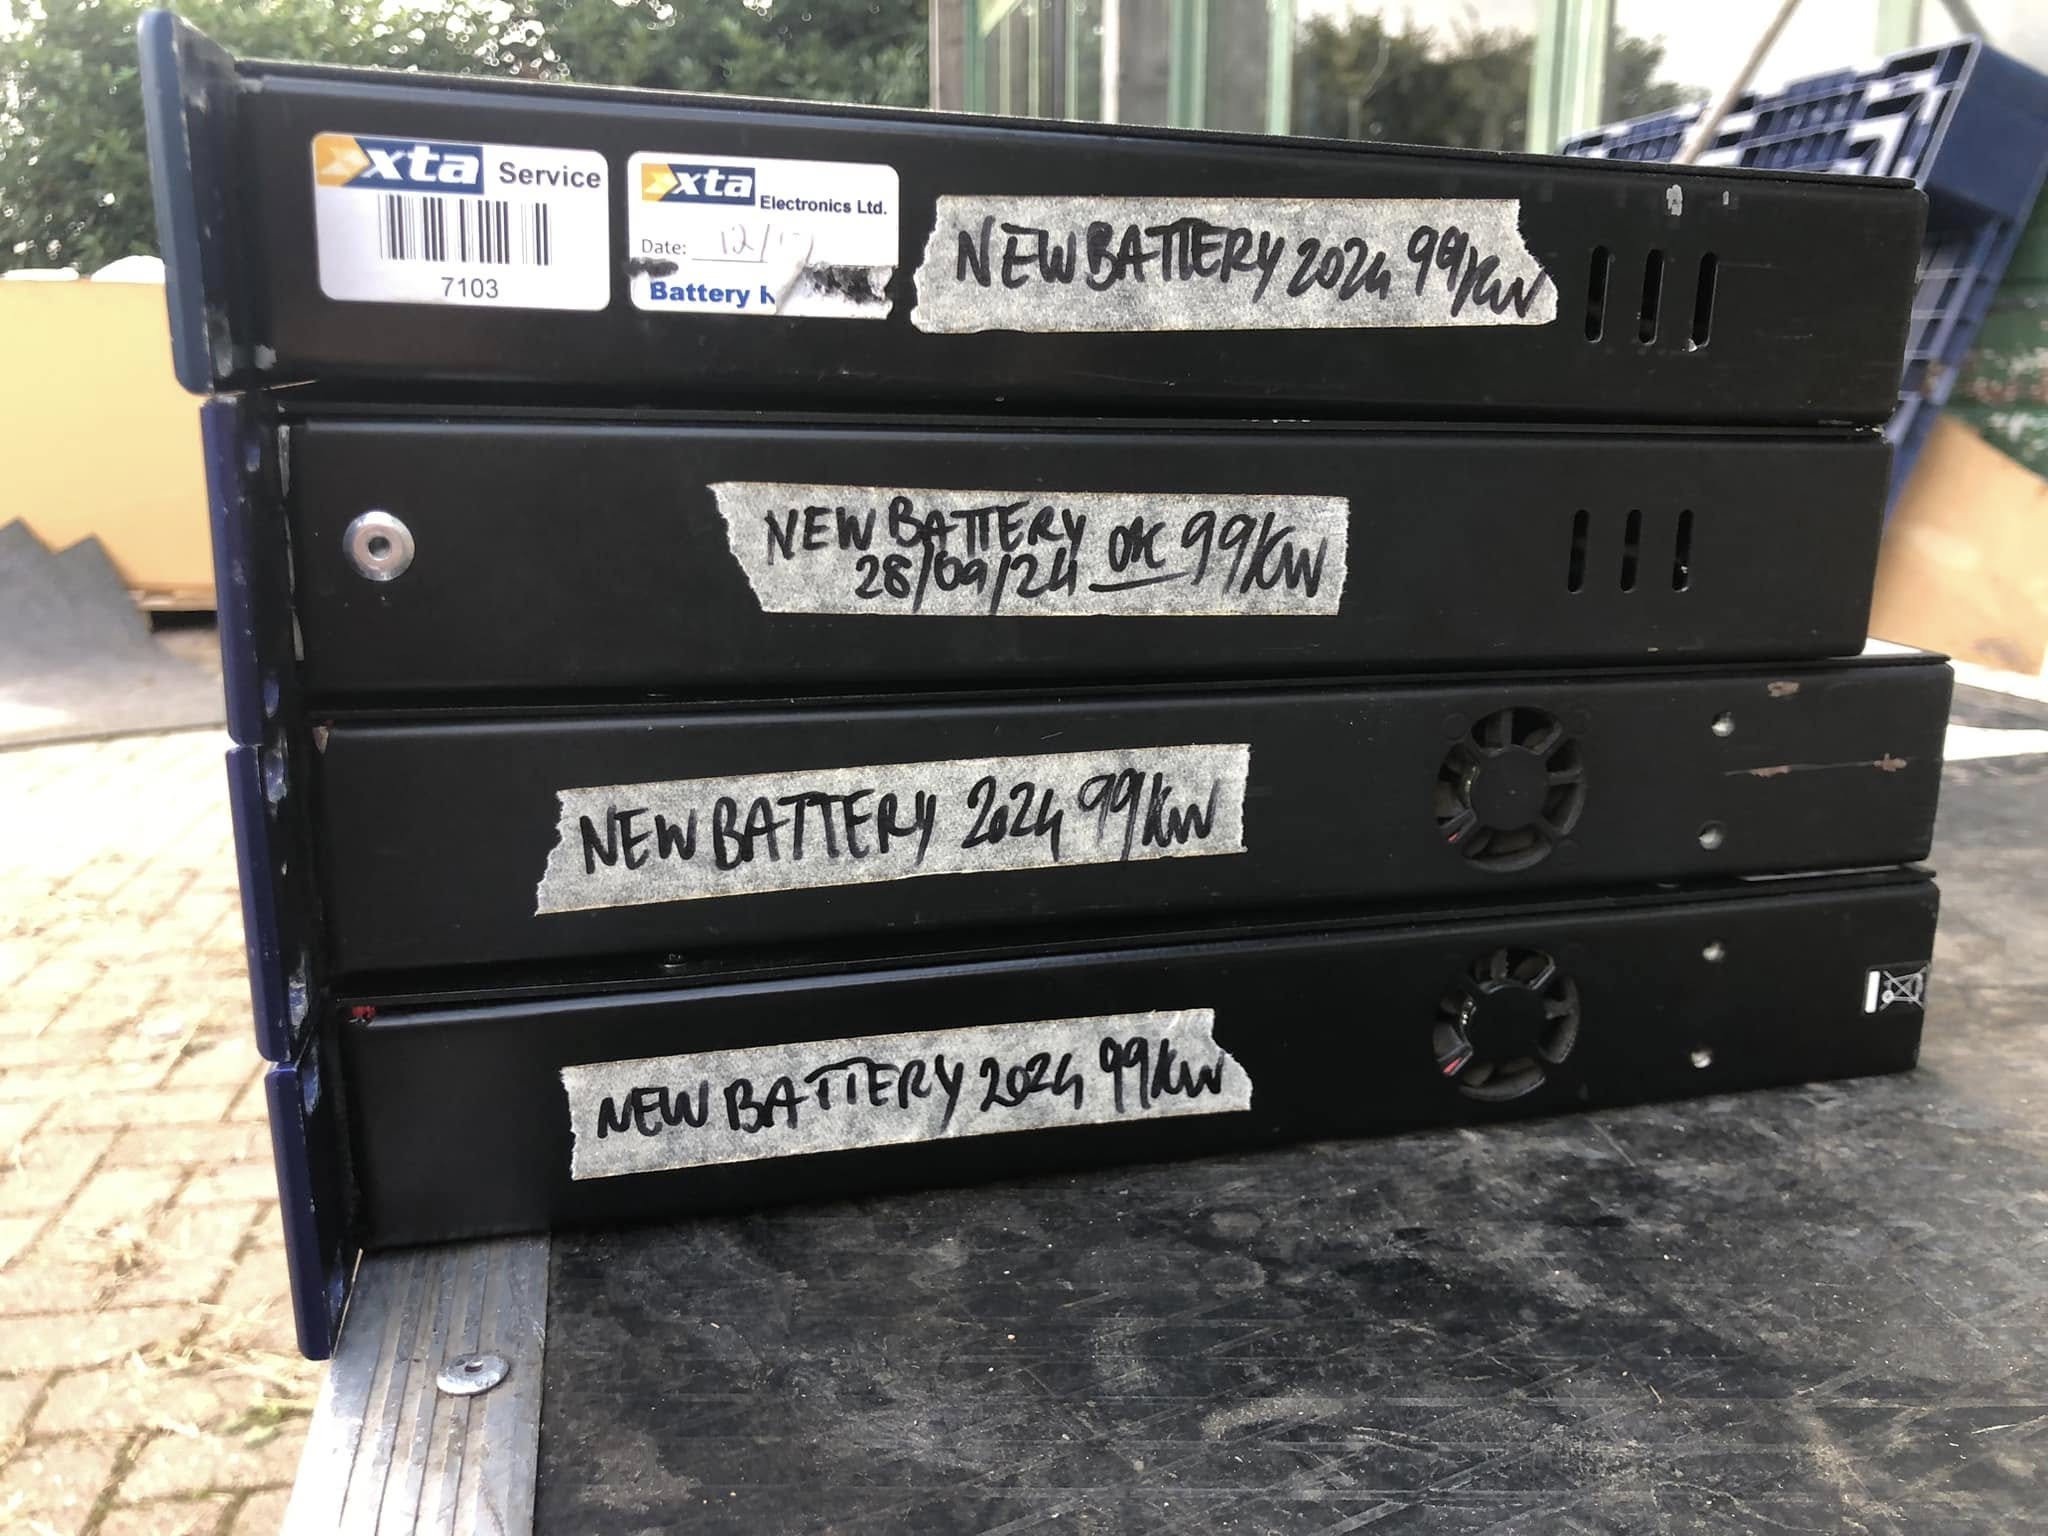 xta Service
7103
xta Electronics Ltd.
Date: 12/
Battery
NEW BATTERY 2024 99/KW
NEW BATTERY
28/09/24 OK 99/KW
NEW BATTERY 2024 99/KW
NEW BATTERY 2024 99/KW